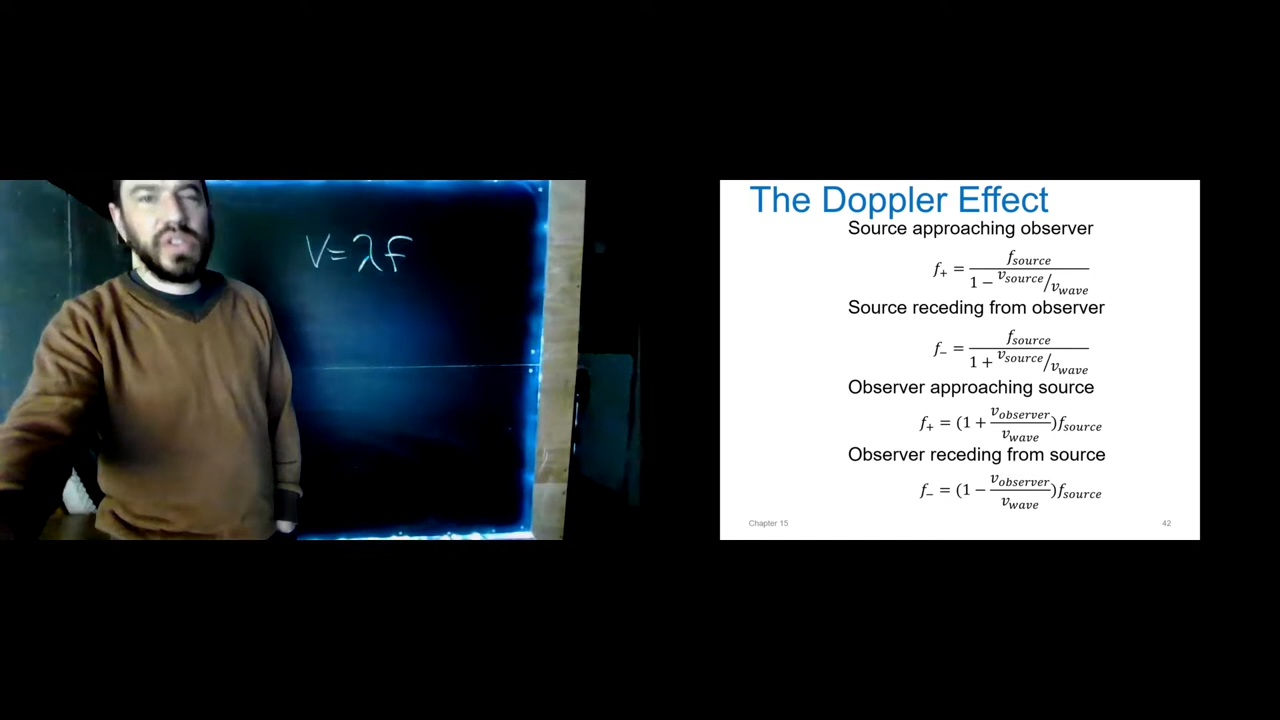 V=λf
The Doppler Effect
Source approaching observer
f₊ = f_source / (1 − v_source/v_wave)
Source receding from observer
f₋ = f_source / (1 + v_source/v_wave)
Observer approaching source
f₊ = (1 + v_observer/v_wave)f_source
Observer receding from source
f₋ = (1 − v_observer/v_wave)f_source
Chapter 15
42